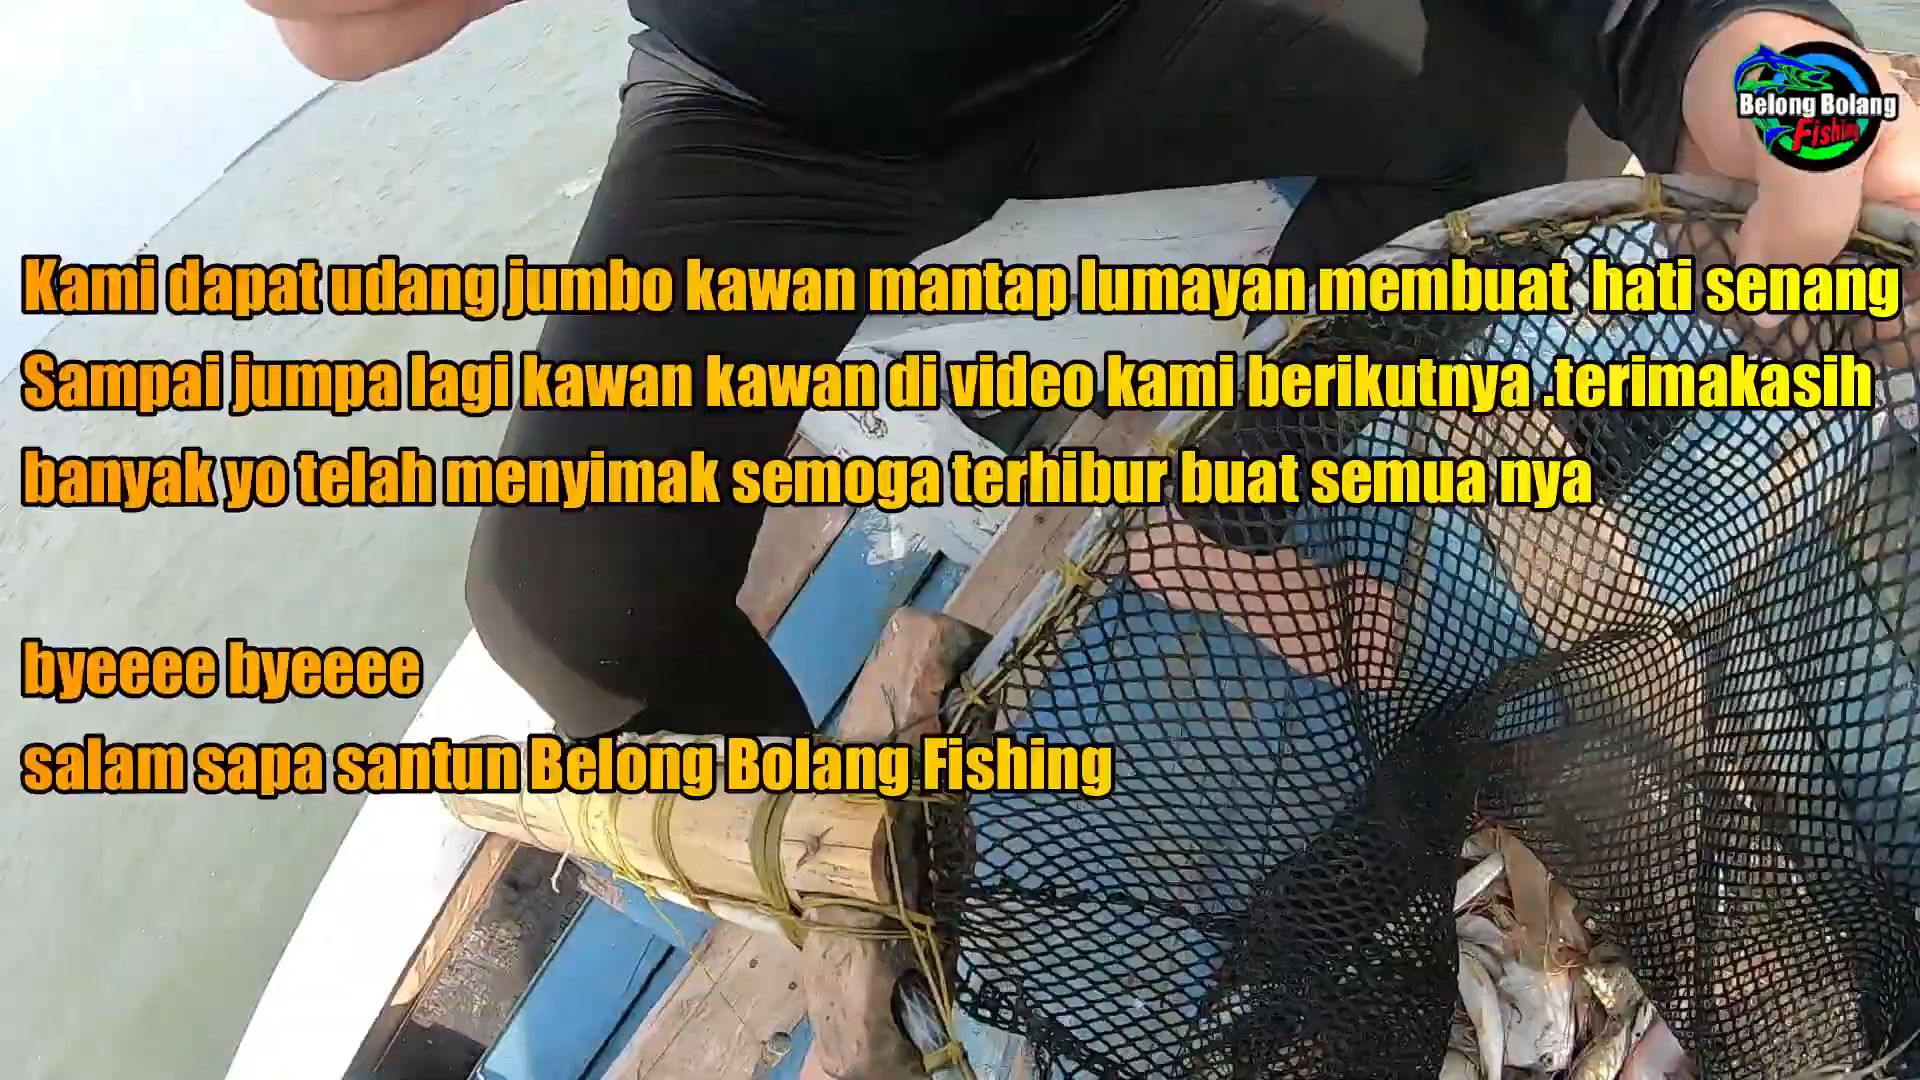 Belong Bolang
Fishing
Kami dapat udang jumbo kawan mantap lumayan membuat hati senang
Sampai jumpa lagi kawan kawan di video kami berikutnya .terimakasih
banyak yo telah menyimak semoga terhibur buat semua nya
byeeee byeeee
salam sapa santun Belong Bolang Fishing